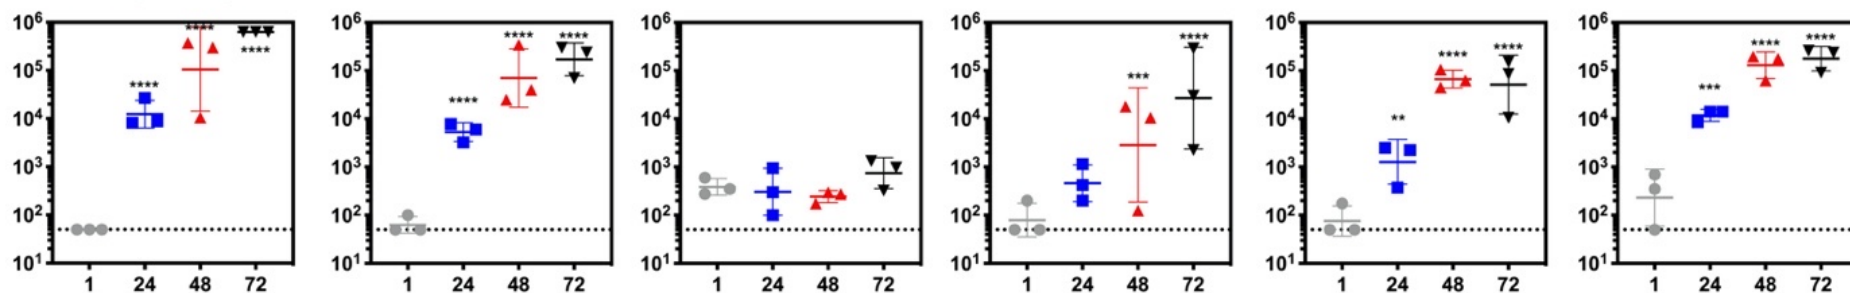 10⁶ 10⁵ 10⁴ 10³ 10² 10¹
**** **** **** ****
1 24 48 72
10⁶ 10⁵ 10⁴ 10³ 10² 10¹
**** **** ****
1 24 48 72
10⁶ 10⁵ 10⁴ 10³ 10² 10¹
1 24 48 72
10⁶ 10⁵ 10⁴ 10³ 10² 10¹
*** ****
1 24 48 72
10⁶ 10⁵ 10⁴ 10³ 10² 10¹
** **** ****
1 24 48 72
10⁶ 10⁵ 10⁴ 10³ 10² 10¹
*** **** ****
1 24 48 72